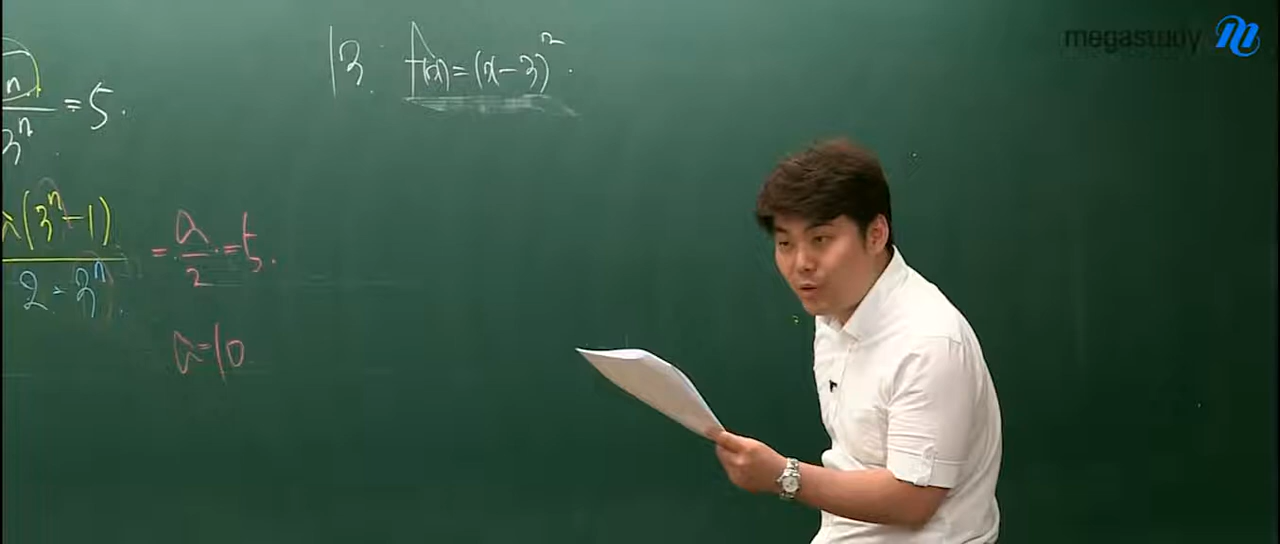 n
3ⁿ = 5.
a(3ⁿ-1)
2·3ⁿ = a/2 = 5.
a=10
13. f(x)=(x-3)².
megastudy